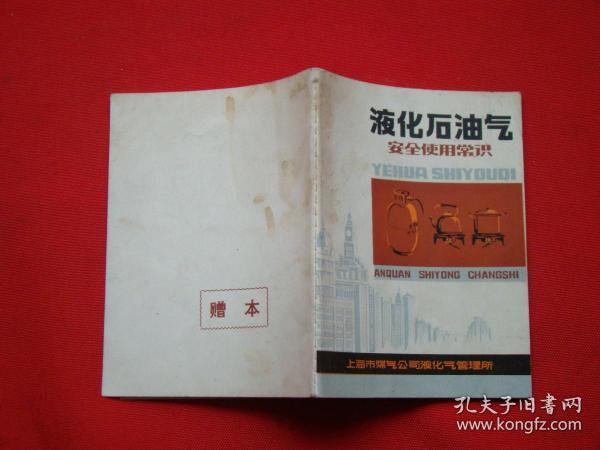 液化石油气
安全使用常识
YEHUA SHIYOUQI
ANQUAN SHIYONG CHANGSHI
上海市煤气公司液化气管理所
赠本
孔夫子旧书网
www.kongfz.com